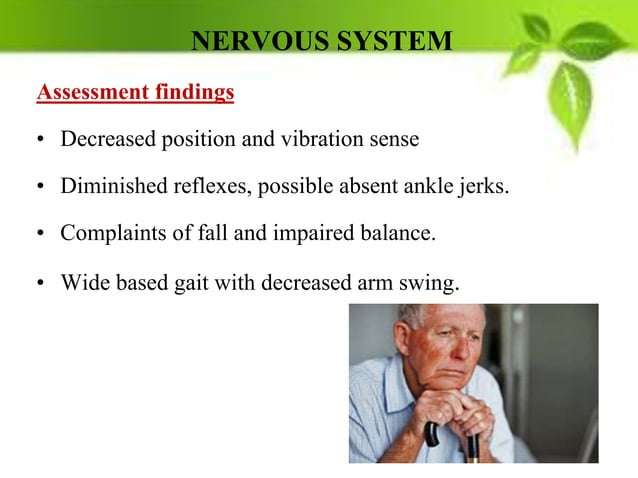 NERVOUS SYSTEM
Assessment findings
• Decreased position and vibration sense
• Diminished reflexes, possible absent ankle jerks.
• Complaints of fall and impaired balance.
• Wide based gait with decreased arm swing.